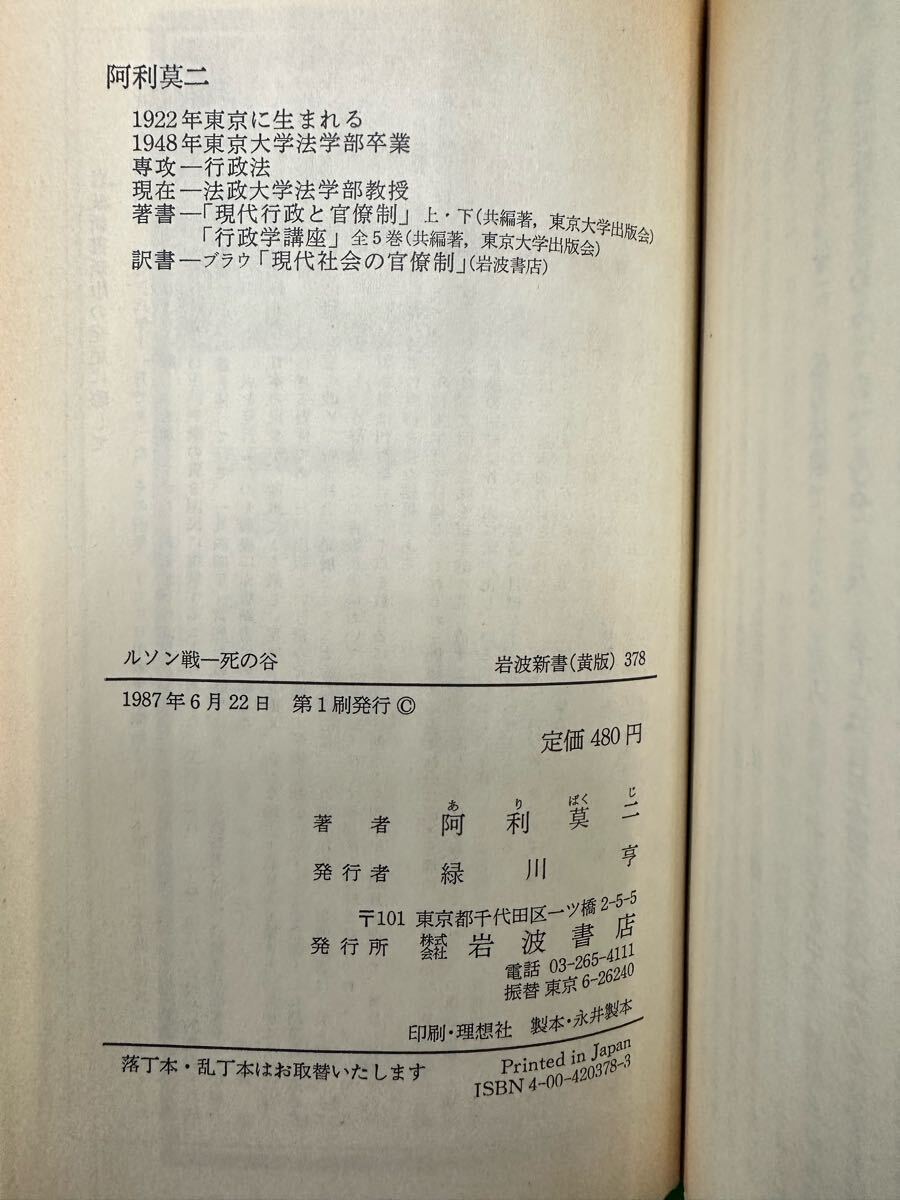 阿利莫二
1922年東京に生まれる
1948年東京大学法学部卒業
専攻―行政法
現在―法政大学法学部教授
著書―「現代行政と官僚制」上・下(共編著，東京大学出版会)
「行政学講座」全5巻(共編著，東京大学出版会)
訳書―ブラウ「現代社会の官僚制」(岩波書店)
ルソン戦―死の谷 岩波新書(黄版) 378
1987年6月22日 第1刷発行 ©
定価 480円
あ り ばく じ
著者 阿利莫二
発行者 緑川亨
〒101 東京都千代田区一ツ橋 2-5-5
発行所 株式会社 岩波書店
電話 03-265-4111
振替 東京 6-26240
印刷・理想社 製本・永井製本
落丁本・乱丁本はお取替いたします
Printed in Japan
ISBN 4-00-420378-3